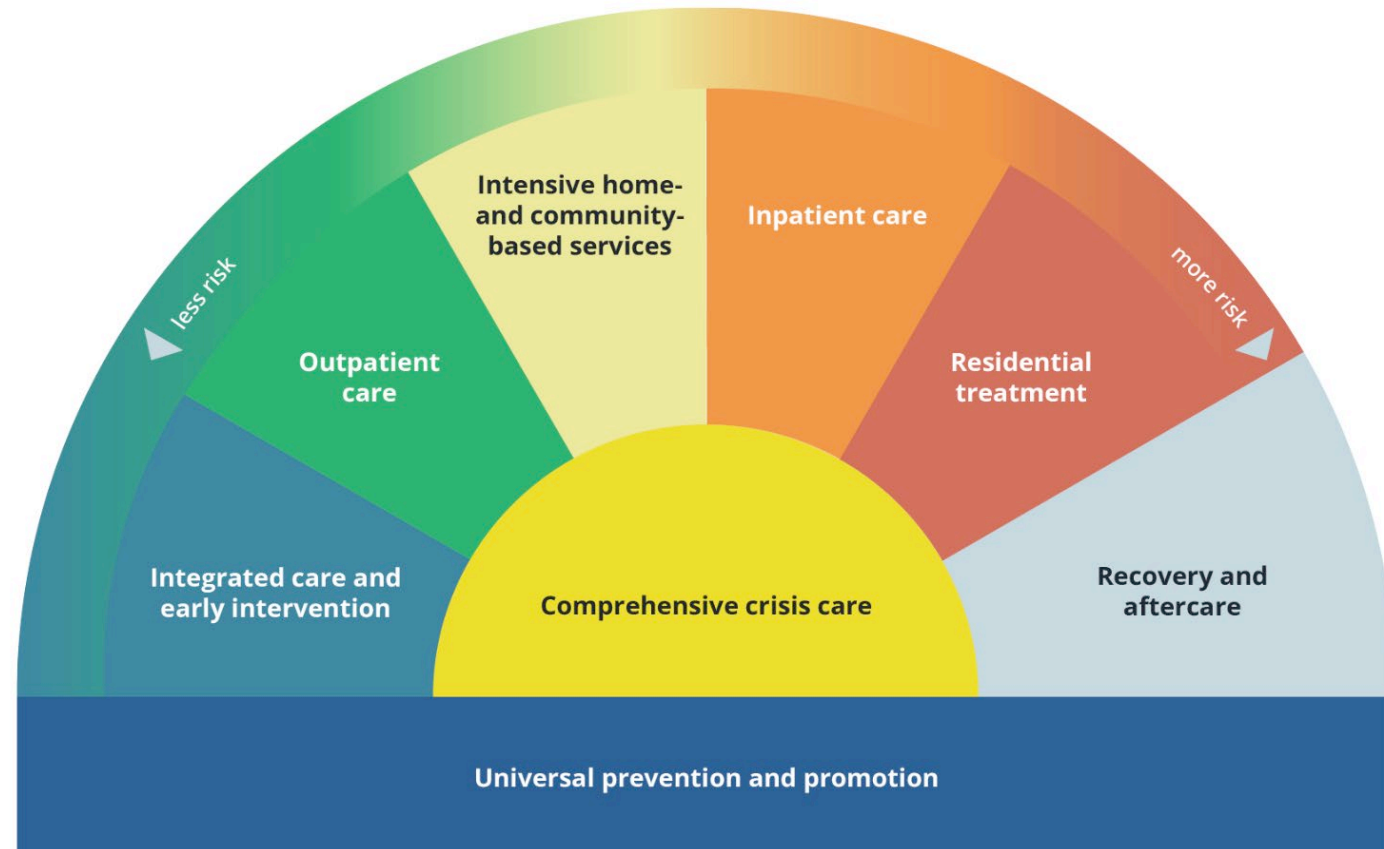 Intensive home-
and community-
based services
Inpatient care
less risk
more risk
Outpatient
care
Residential
treatment
Integrated care and
early intervention
Comprehensive crisis care
Recovery and
aftercare
Universal prevention and promotion